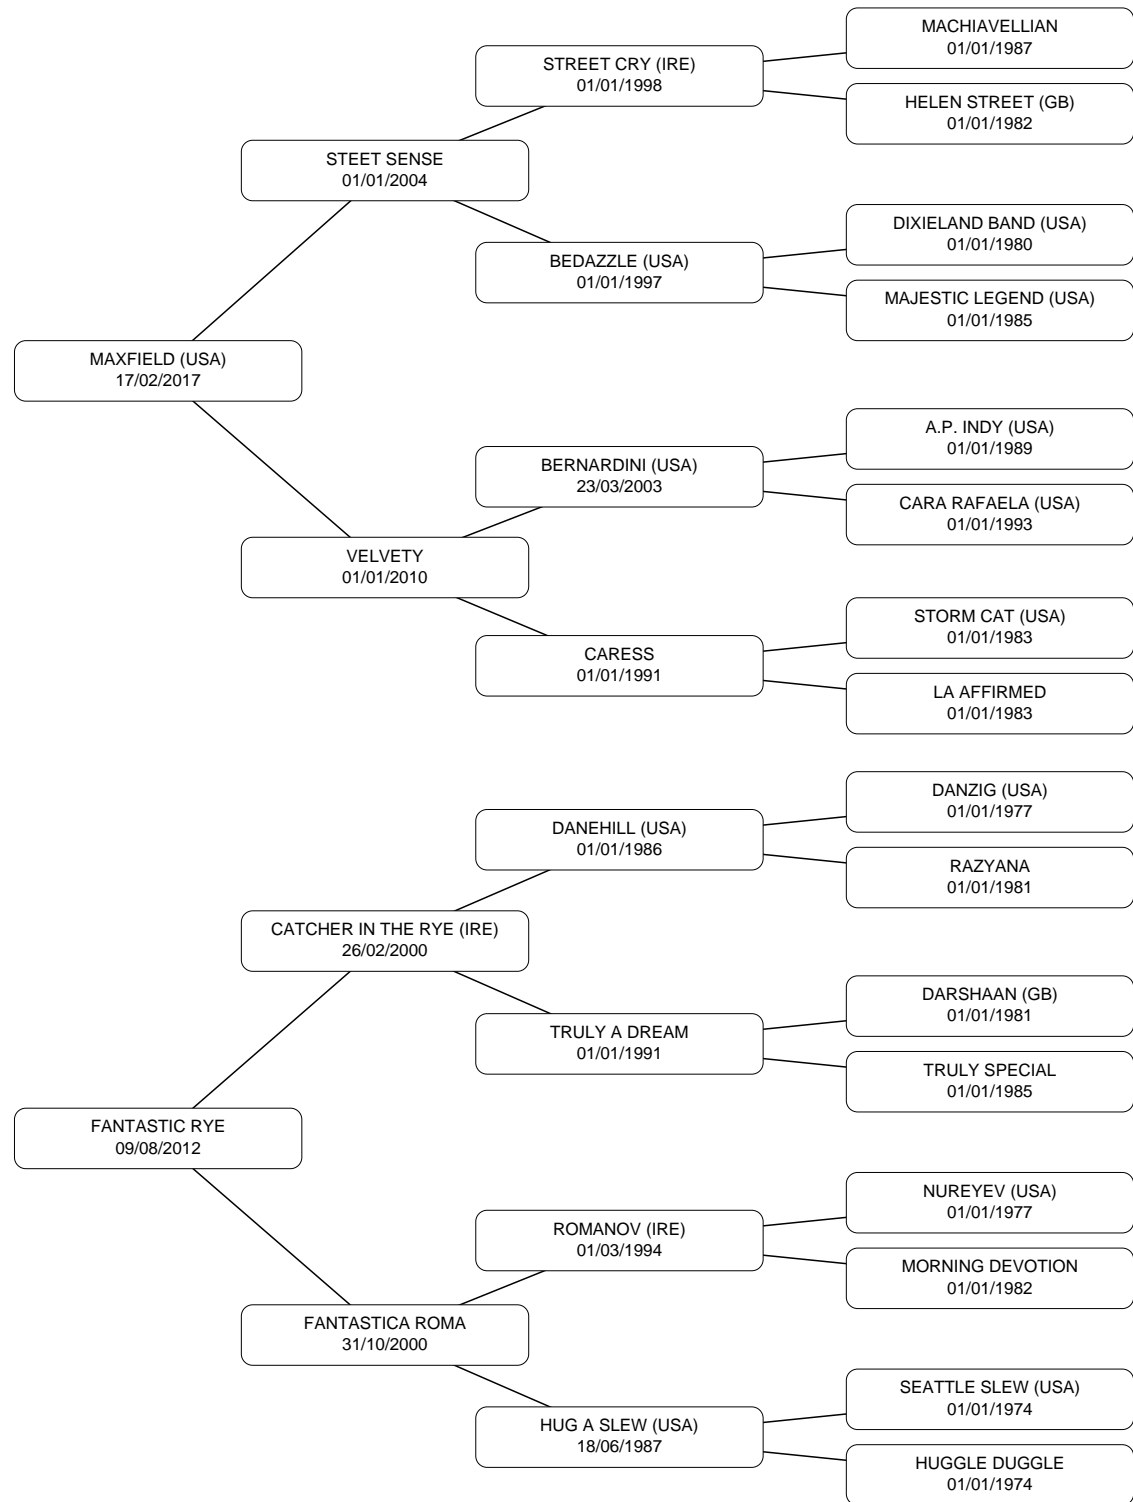 MACHIAVELLIAN
01/01/1987
STREET CRY (IRE)
01/01/1998
HELEN STREET (GB)
01/01/1982
STEET SENSE
01/01/2004
DIXIELAND BAND (USA)
01/01/1980
BEDAZZLE (USA)
01/01/1997
MAJESTIC LEGEND (USA)
01/01/1985
MAXFIELD (USA)
17/02/2017
A.P. INDY (USA)
01/01/1989
BERNARDINI (USA)
23/03/2003
CARA RAFAELA (USA)
01/01/1993
VELVETY
01/01/2010
STORM CAT (USA)
01/01/1983
CARESS
01/01/1991
LA AFFIRMED
01/01/1983
DANZIG (USA)
01/01/1977
DANEHILL (USA)
01/01/1986
RAZYANA
01/01/1981
CATCHER IN THE RYE (IRE)
26/02/2000
DARSHAAN (GB)
01/01/1981
TRULY A DREAM
01/01/1991
TRULY SPECIAL
01/01/1985
FANTASTIC RYE
09/08/2012
NUREYEV (USA)
01/01/1977
ROMANOV (IRE)
01/03/1994
MORNING DEVOTION
01/01/1982
FANTASTICA ROMA
31/10/2000
SEATTLE SLEW (USA)
01/01/1974
HUG A SLEW (USA)
18/06/1987
HUGGLE DUGGLE
01/01/1974